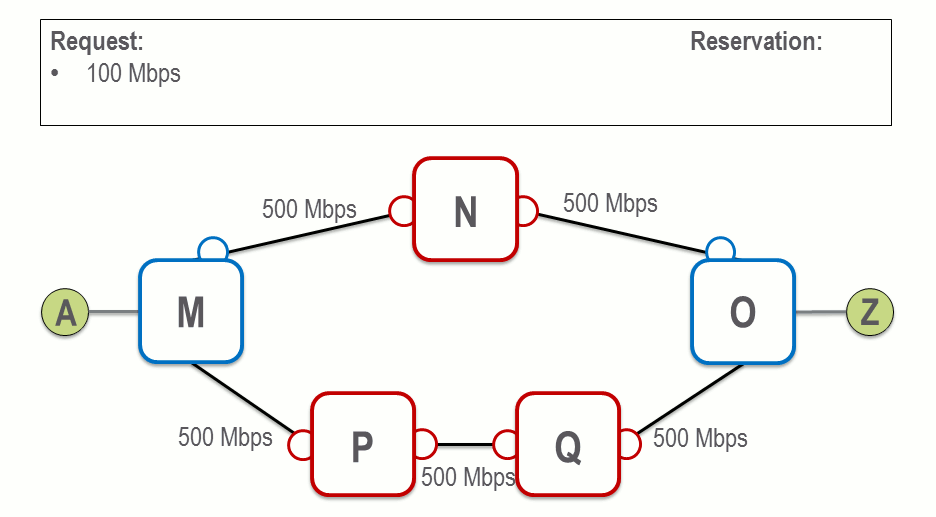 Request: Reservation:
• 100 Mbps
N
500 Mbps 500 Mbps
A M O Z
500 Mbps P Q 500 Mbps
500 Mbps